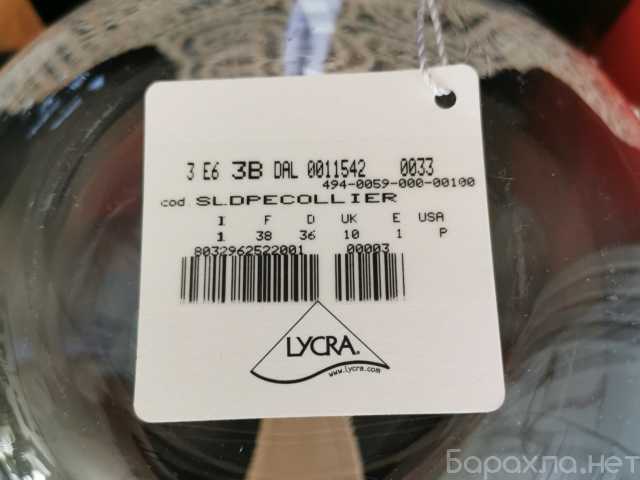 3 E6 3B DAL 0011542 0033
494-0059-000-00100
cod SLDPECOLLIER
I F D UK E USA
1 38 36 10 1 P
8032962522001 00003
LYCRA.
www.lycra.com
Барахла.нет